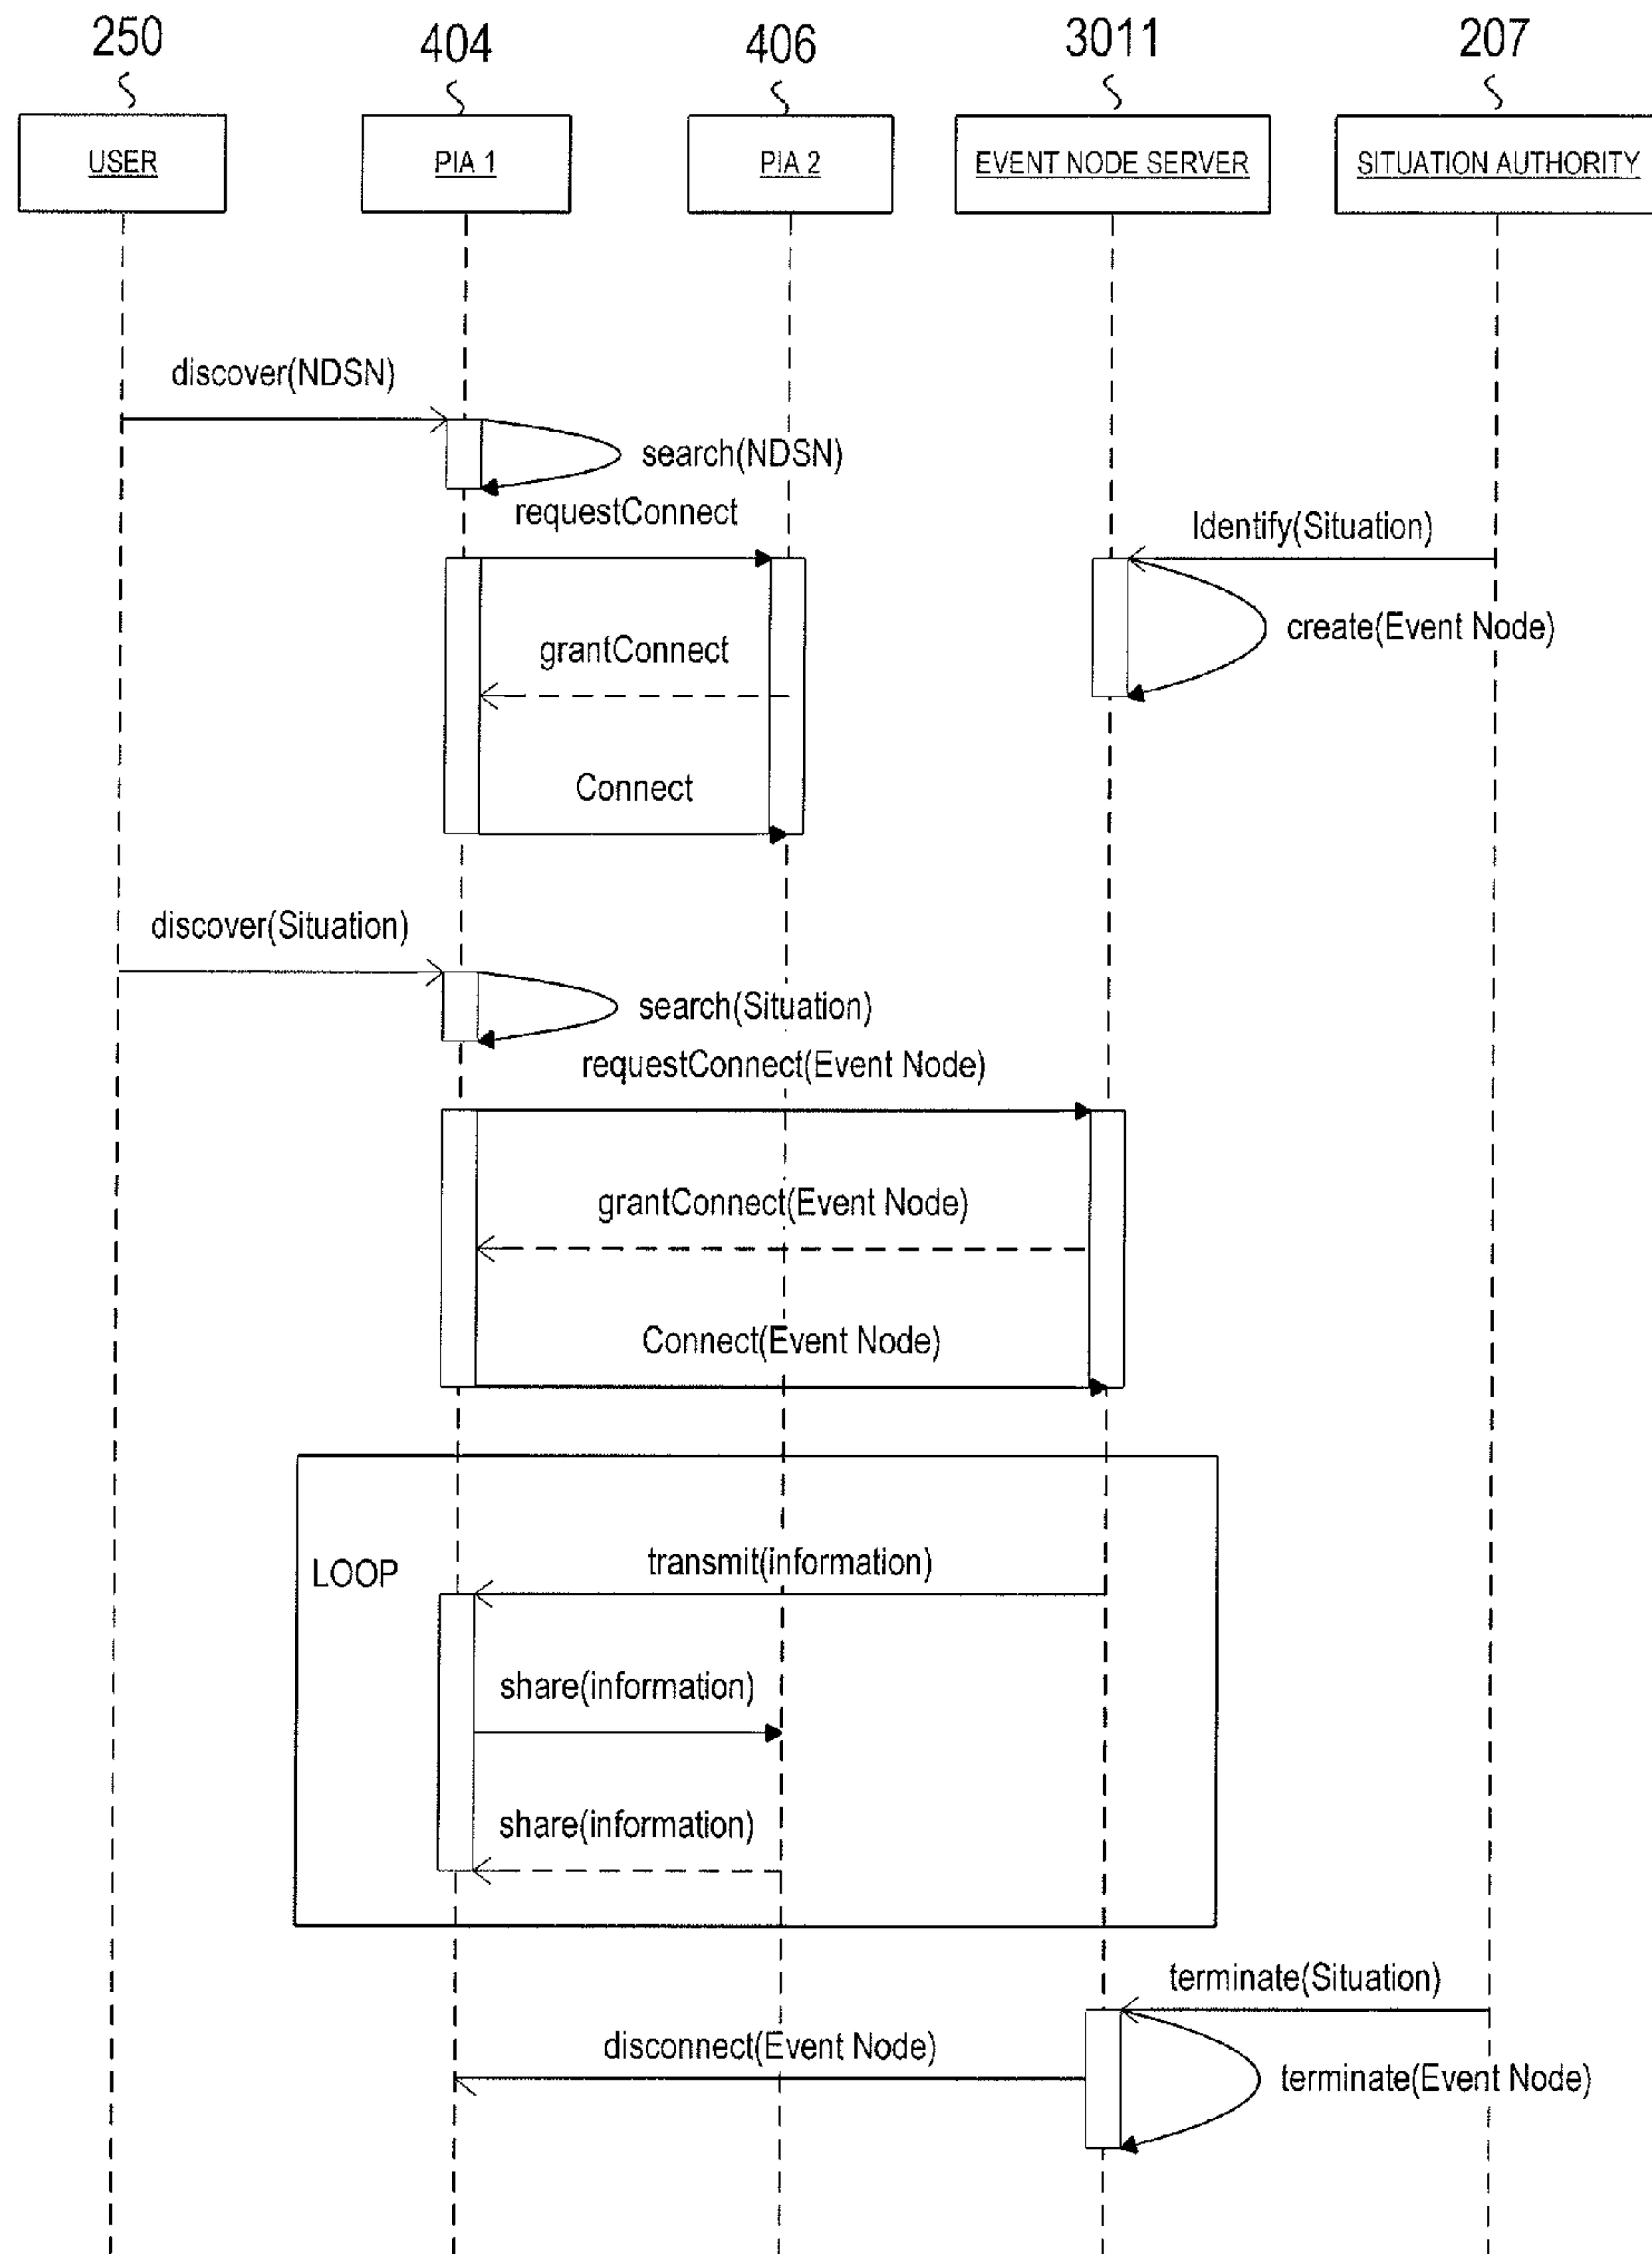 250
404
406
3011
207
USER
PIA 1
PIA 2
EVENT NODE SERVER
SITUATION AUTHORITY
discover(NDSN)
search(NDSN)
requestConnect
Identify(Situation)
create(Event Node)
grantConnect
Connect
discover(Situation)
search(Situation)
requestConnect(Event Node)
grantConnect(Event Node)
Connect(Event Node)
LOOP
transmit(information)
share(information)
share(information)
terminate(Situation)
disconnect(Event Node)
terminate(Event Node)